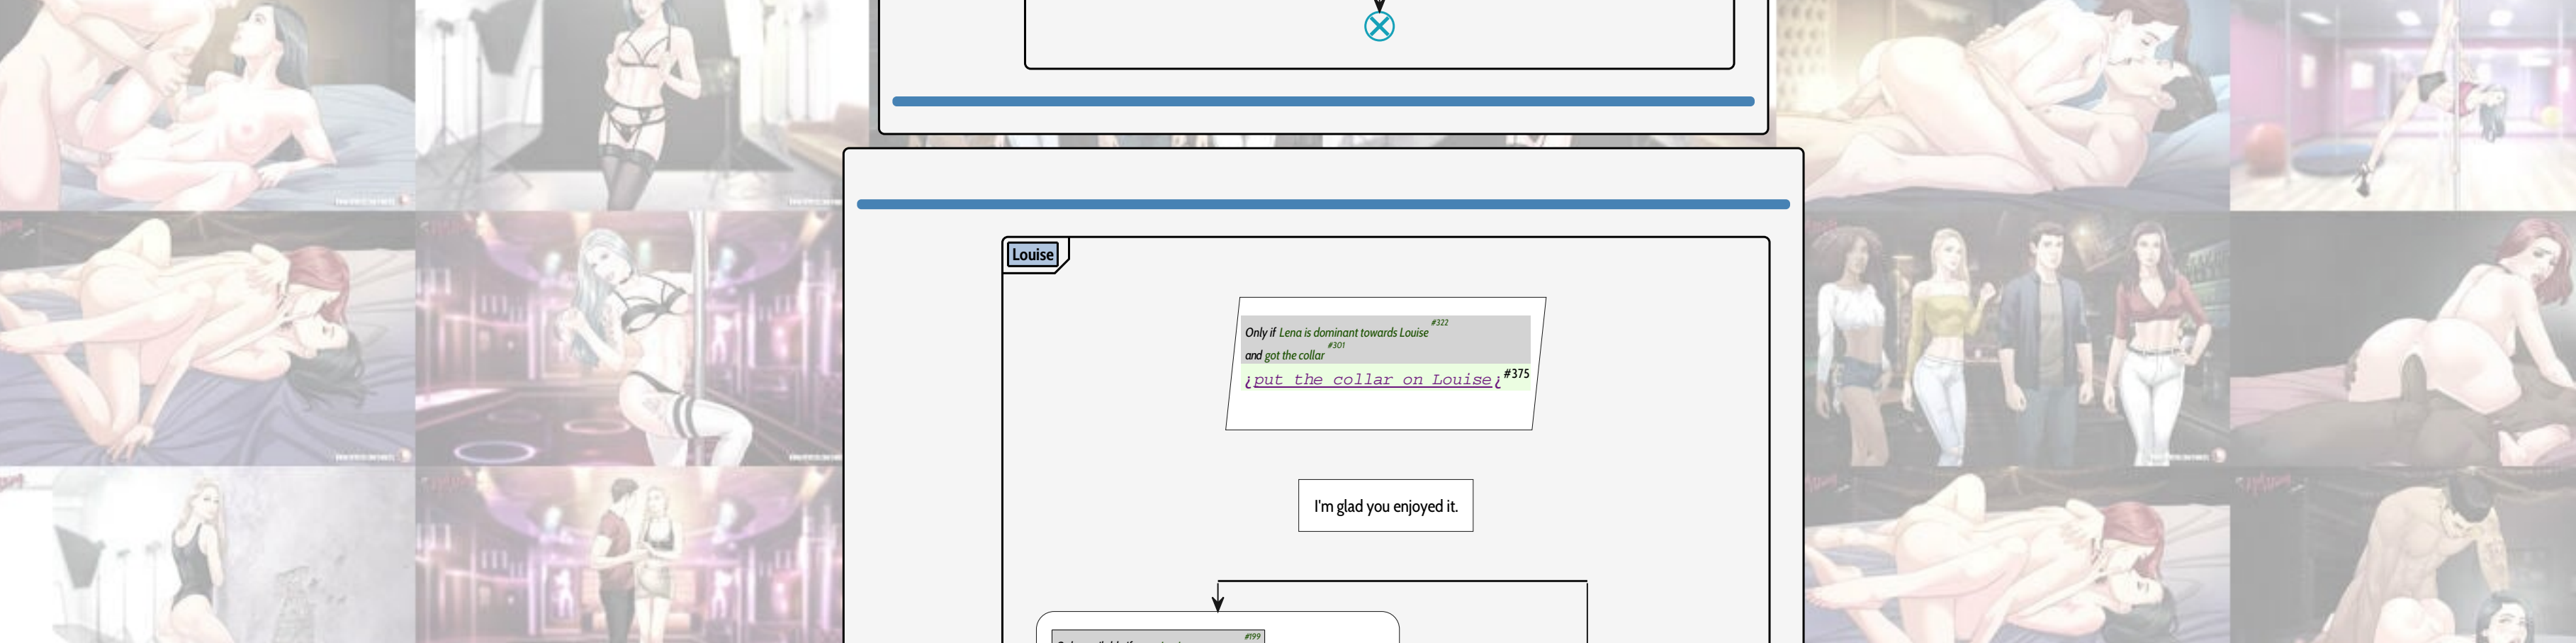 Louise
Only if Lena is dominant towards Louise #322
and got the collar #301
¿put the collar on Louise¿ #375
I'm glad you enjoyed it.
#199